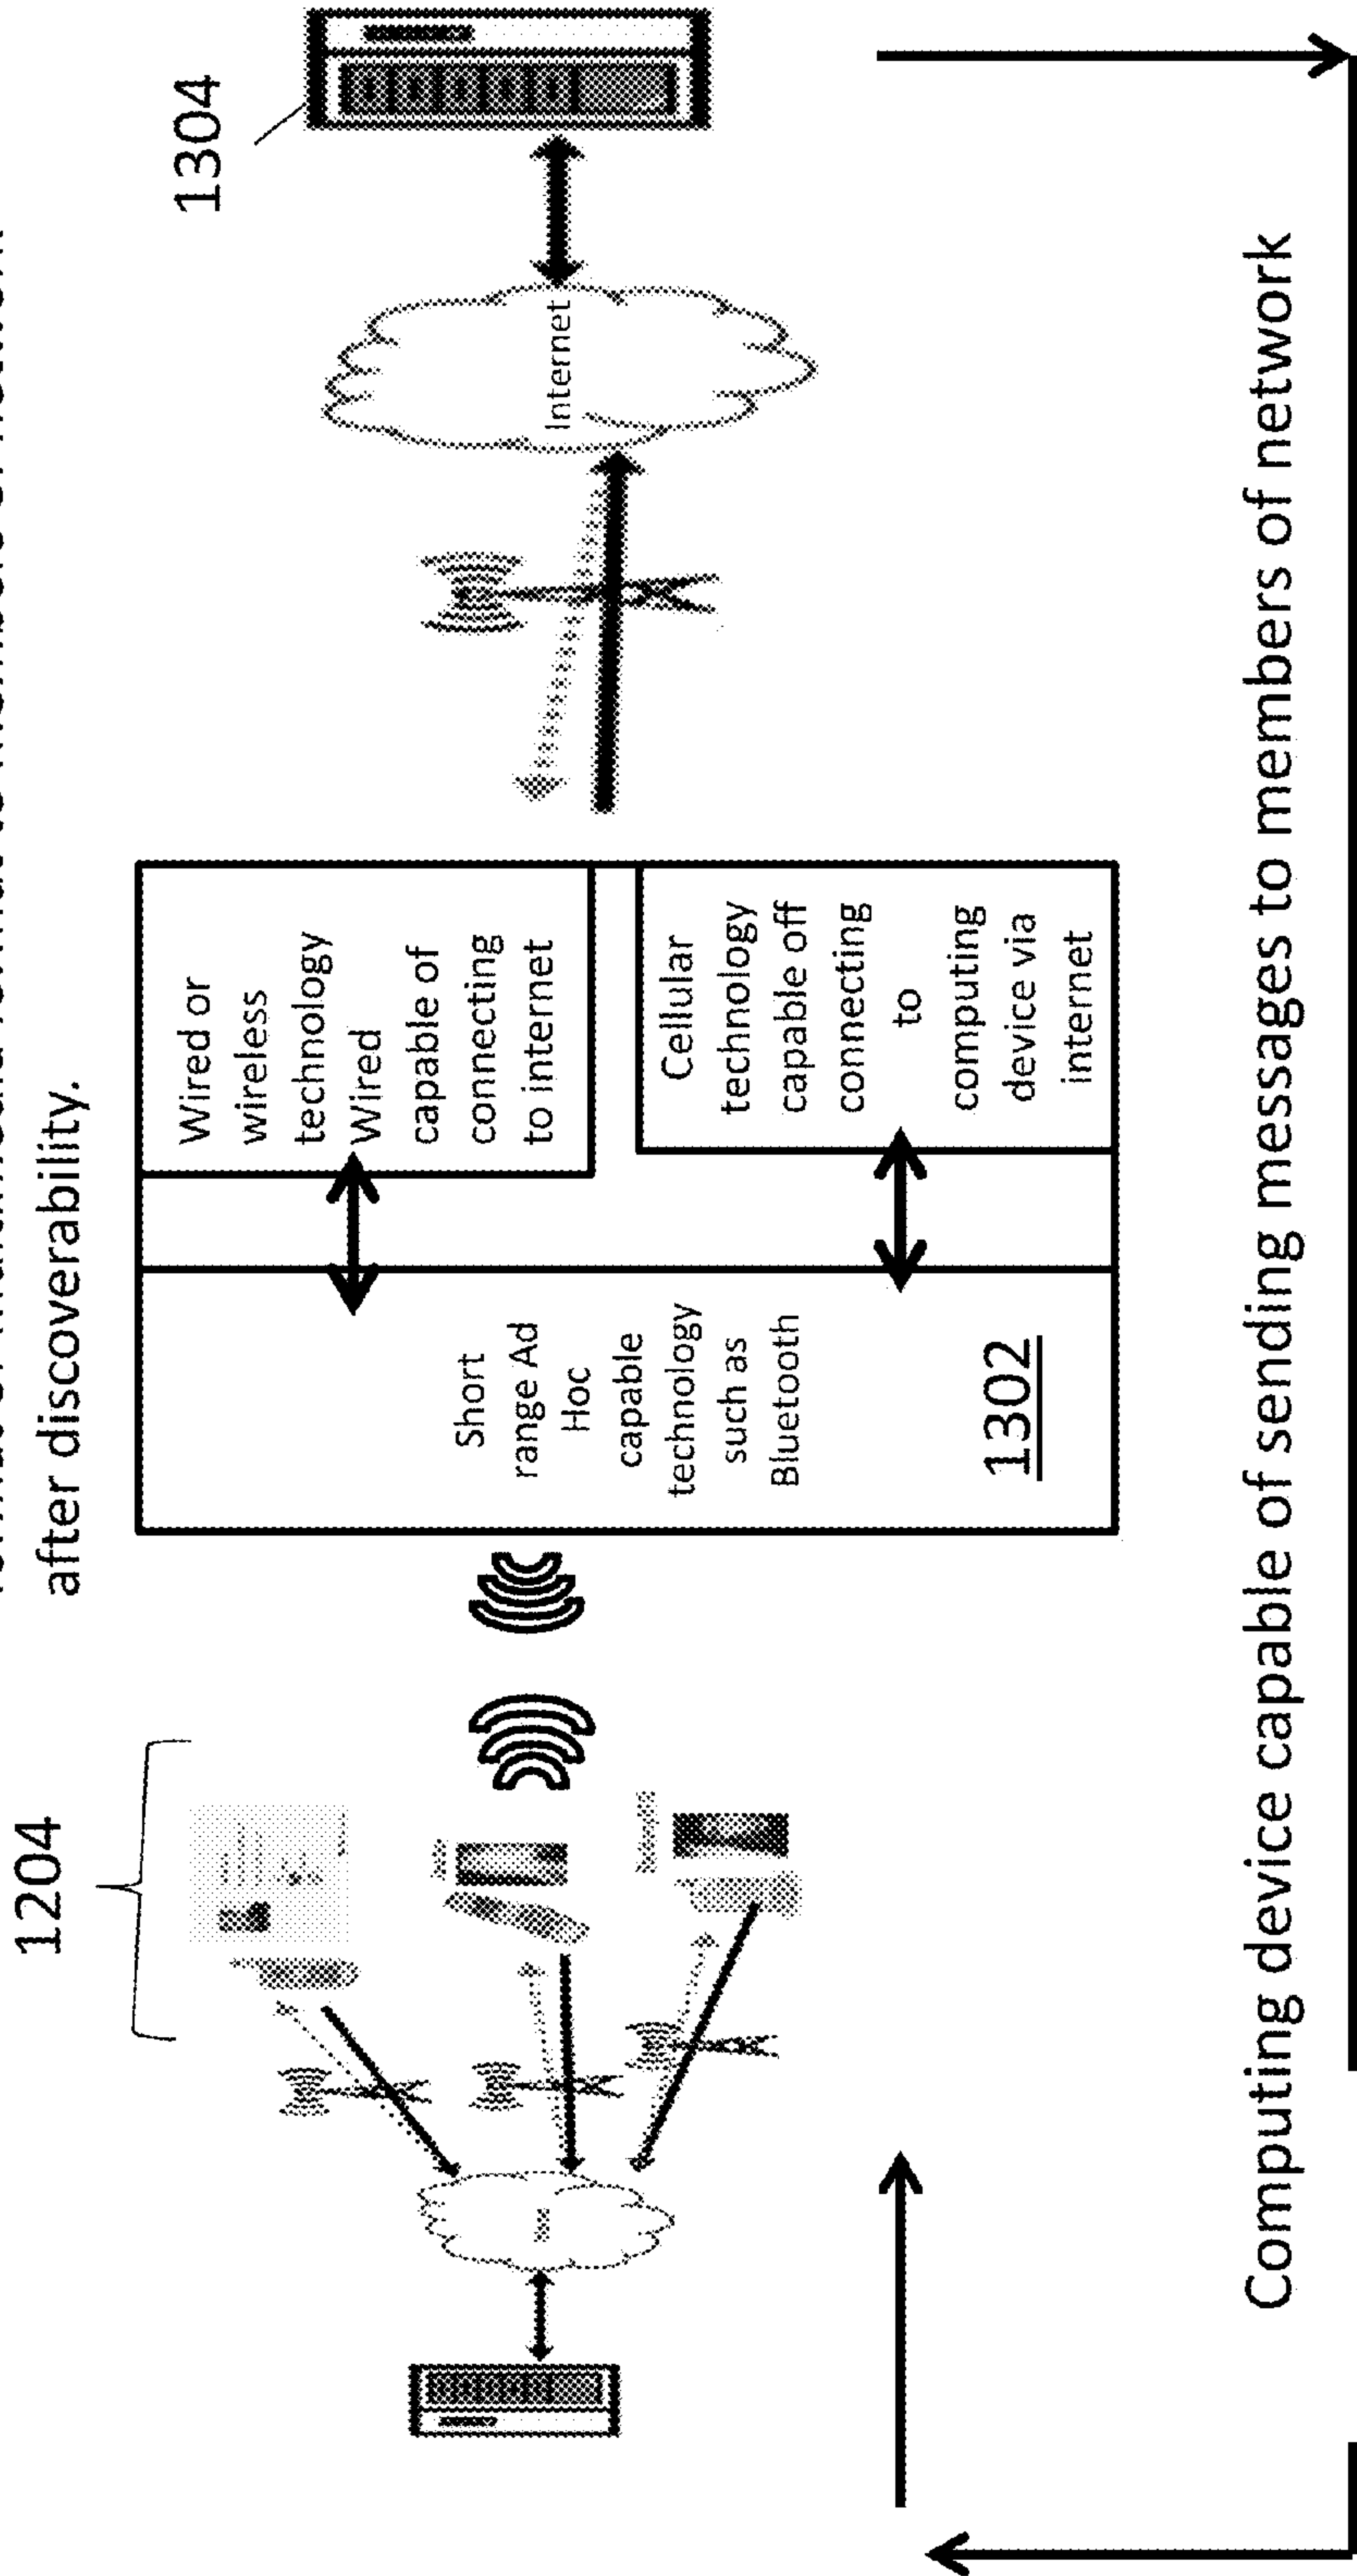 after discoverability.
1204
1304
Short
range Ad
Hoc
capable
technology
such as
Bluetooth
1302
Wired or
wireless
technology
Wired
capable of
connecting
to internet
Cellular
technology
capable off
connecting
to
computing
device via
internet
Internet
Computing device capable of sending messages to members of network